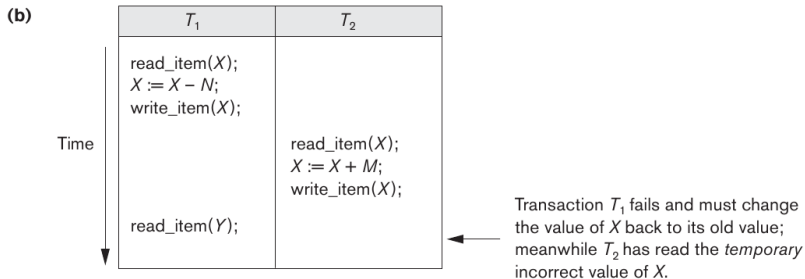 (b)
T1 T2
read_item(X);
X := X – N;
write_item(X);
Time
read_item(X);
X := X + M;
write_item(X);
read_item(Y);
Transaction T1 fails and must change
the value of X back to its old value;
meanwhile T2 has read the temporary
incorrect value of X.